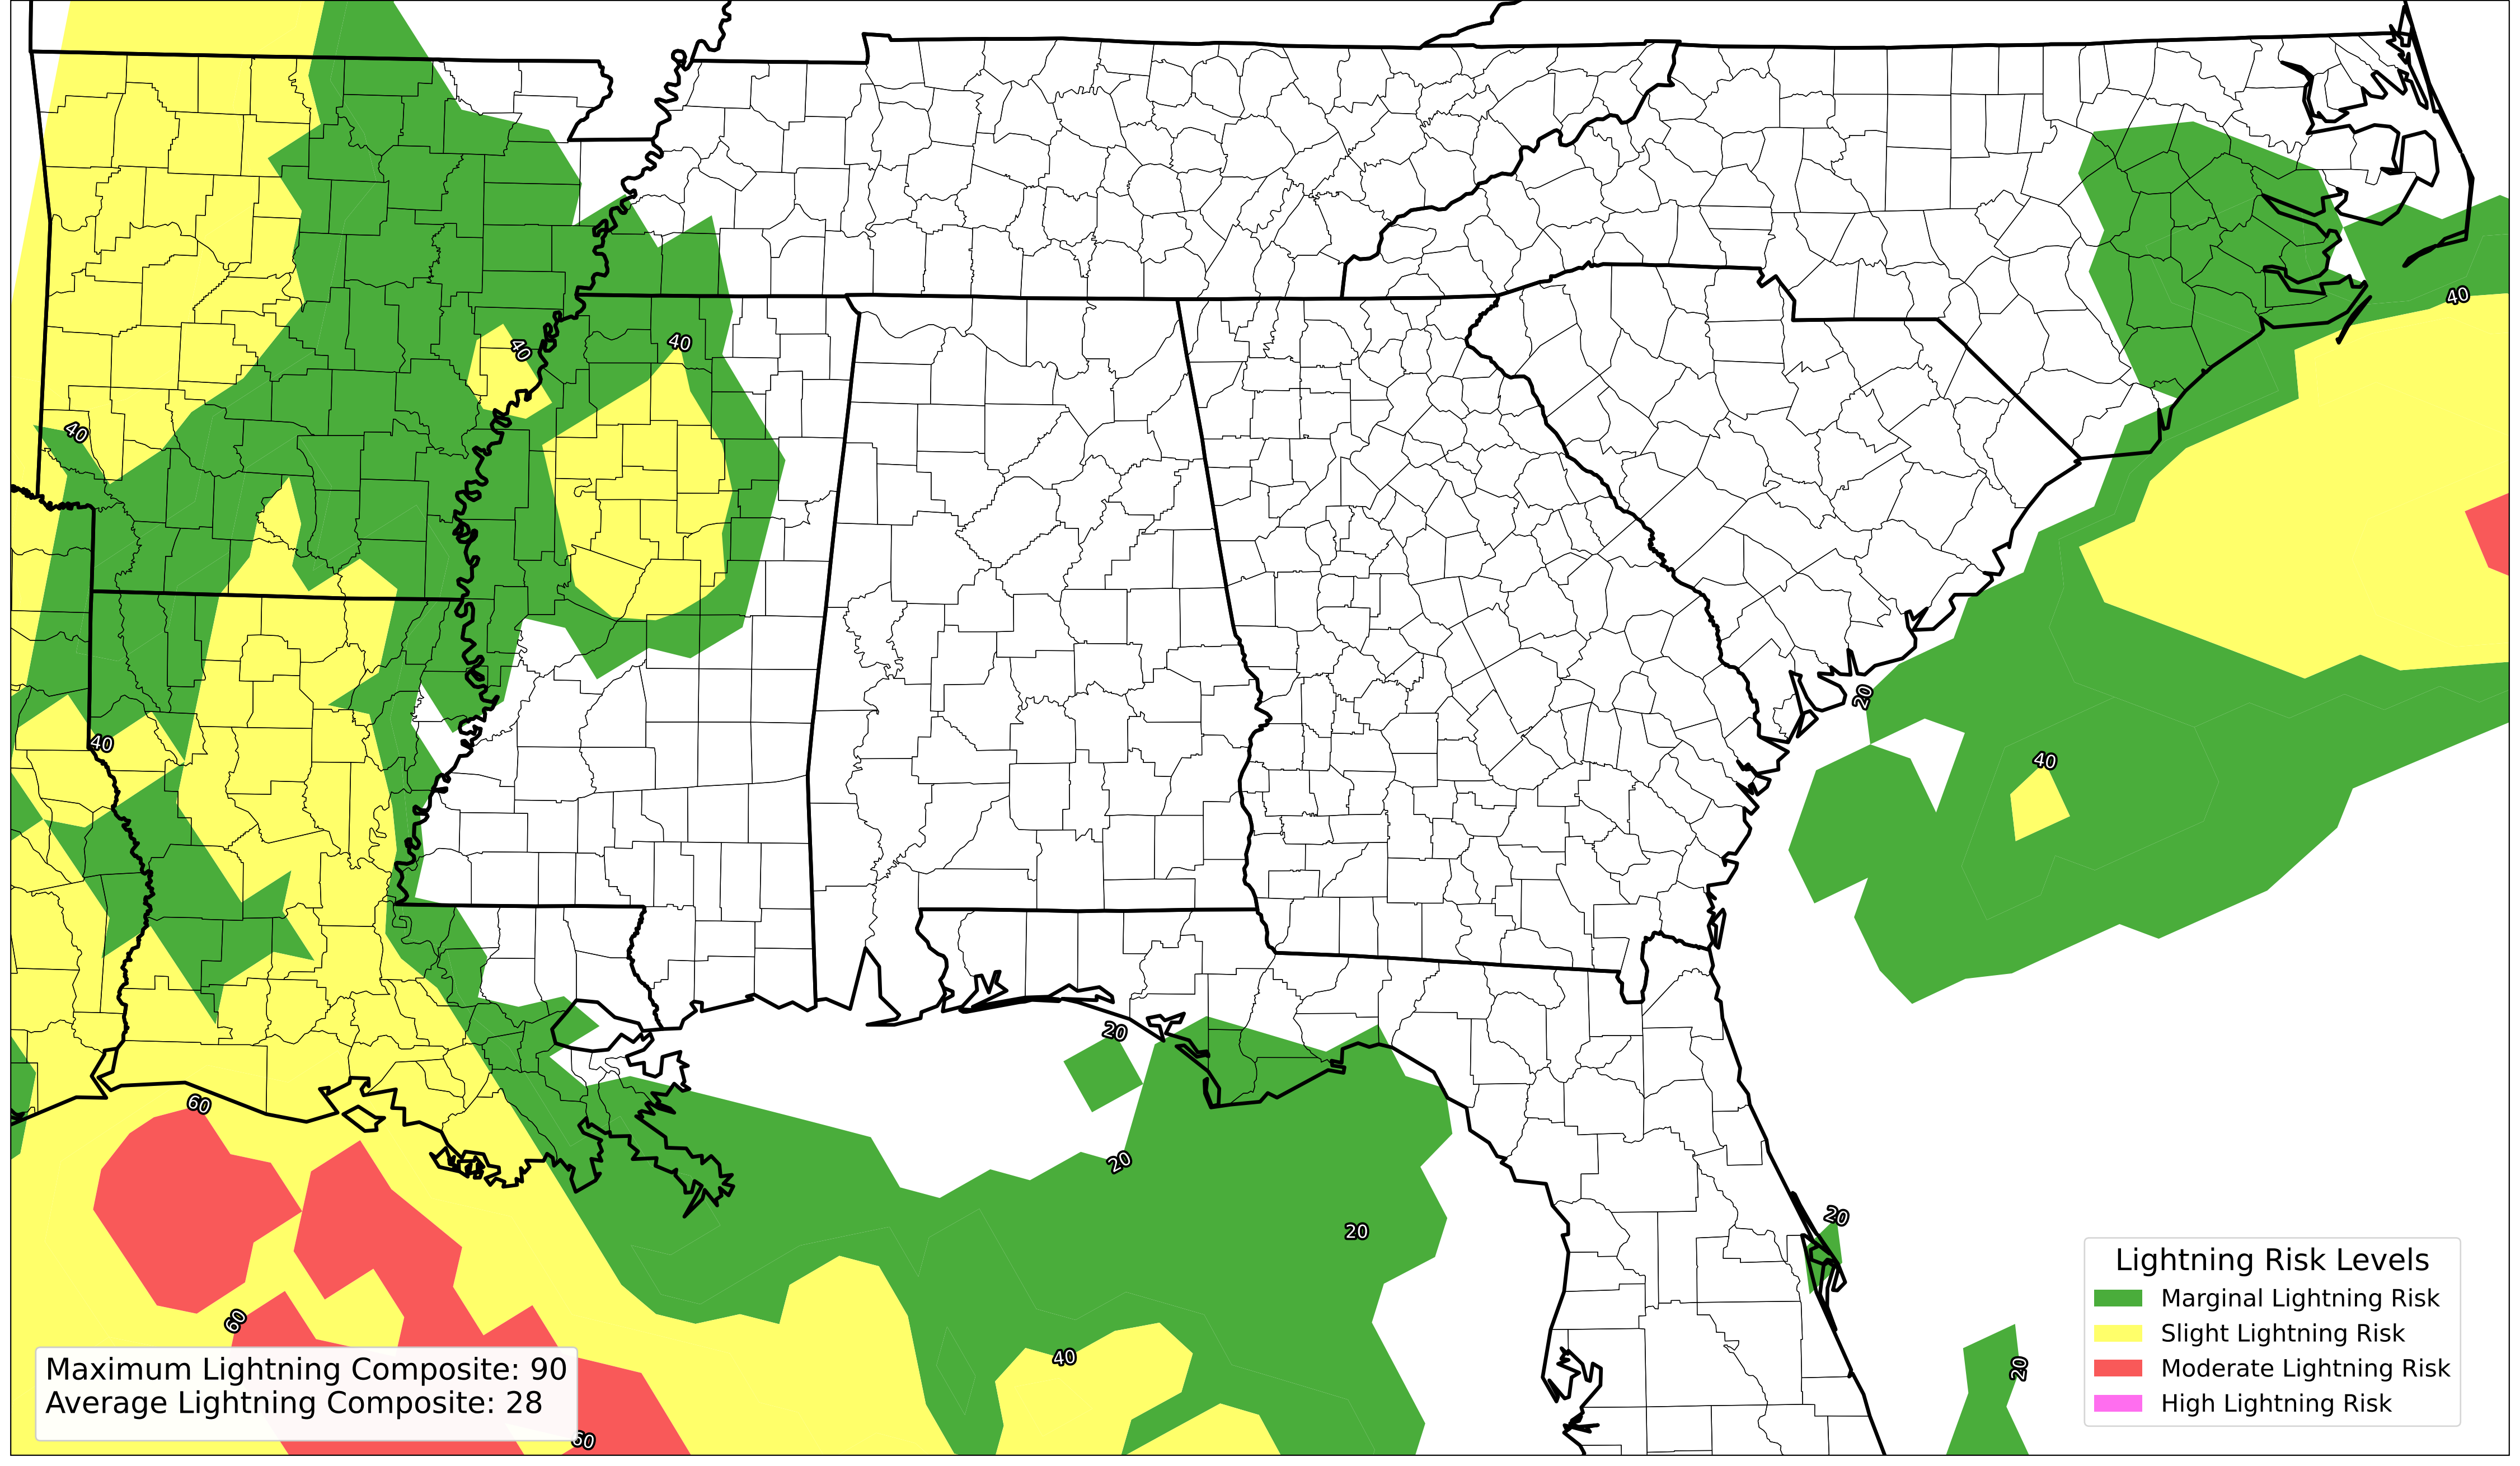 40
40
40
40
40
20
40
60
20
20
20
20
60
40
20
60
Maximum Lightning Composite: 90
Average Lightning Composite: 28
Lightning Risk Levels
Marginal Lightning Risk
Slight Lightning Risk
Moderate Lightning Risk
High Lightning Risk